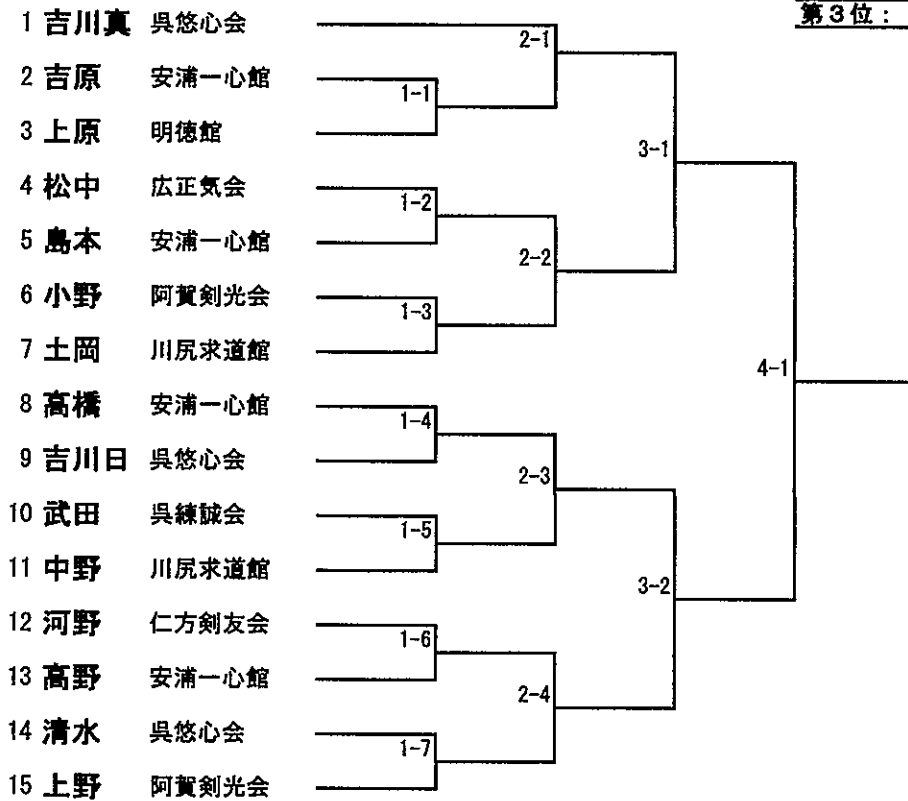 第3位：
1 吉川真 呉悠心会
2 吉原 安浦一心館
3 上原 明徳館
4 松中 広正気会
5 島本 安浦一心館
6 小野 阿賀剣光会
7 土岡 川尻求道館
8 高橋 安浦一心館
9 吉川日 呉悠心会
10 武田 呉練誠会
11 中野 川尻求道館
12 河野 仁方剣友会
13 高野 安浦一心館
14 清水 呉悠心会
15 上野 阿賀剣光会
1-1
1-2
1-3
1-4
1-5
1-6
1-7
2-1
2-2
2-3
2-4
3-1
3-2
4-1